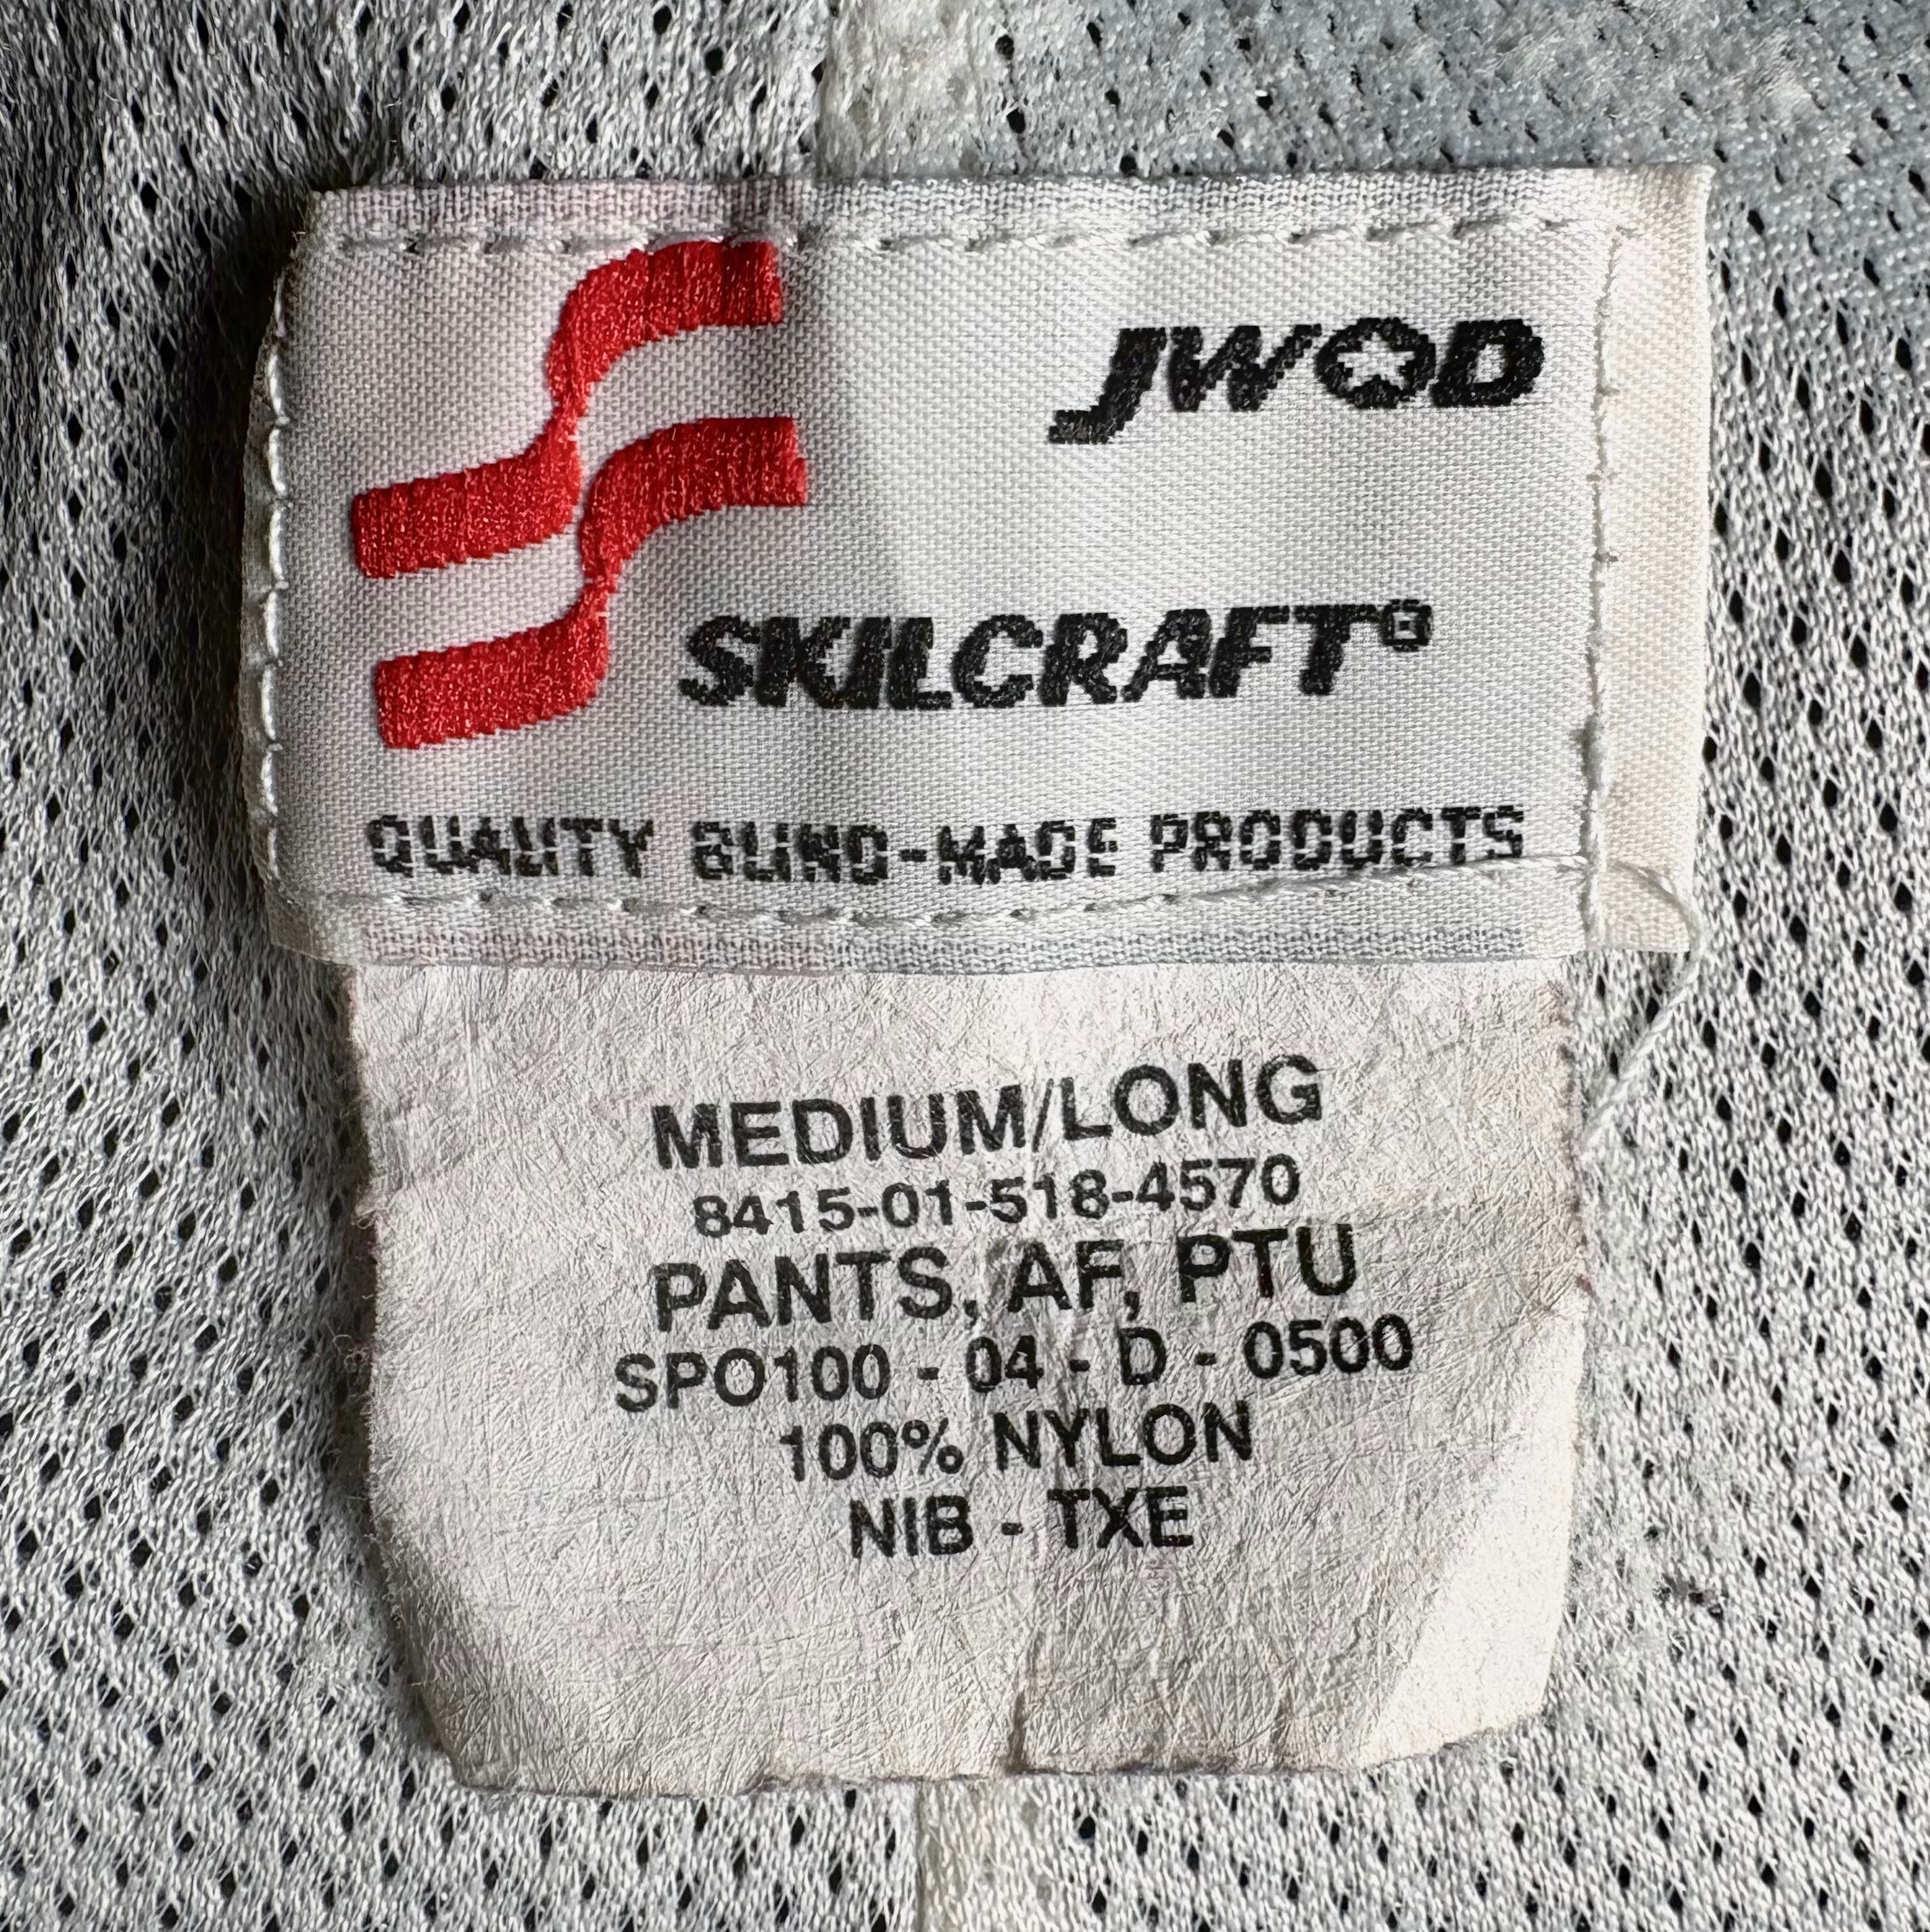 JWOD
SKILCRAFT®
QUALITY BLIND-MADE PRODUCTS
MEDIUM/LONG
8415-01-518-4570
PANTS, AF, PTU
SPO100 - 04 - D - 0500
100% NYLON
NIB - TXE